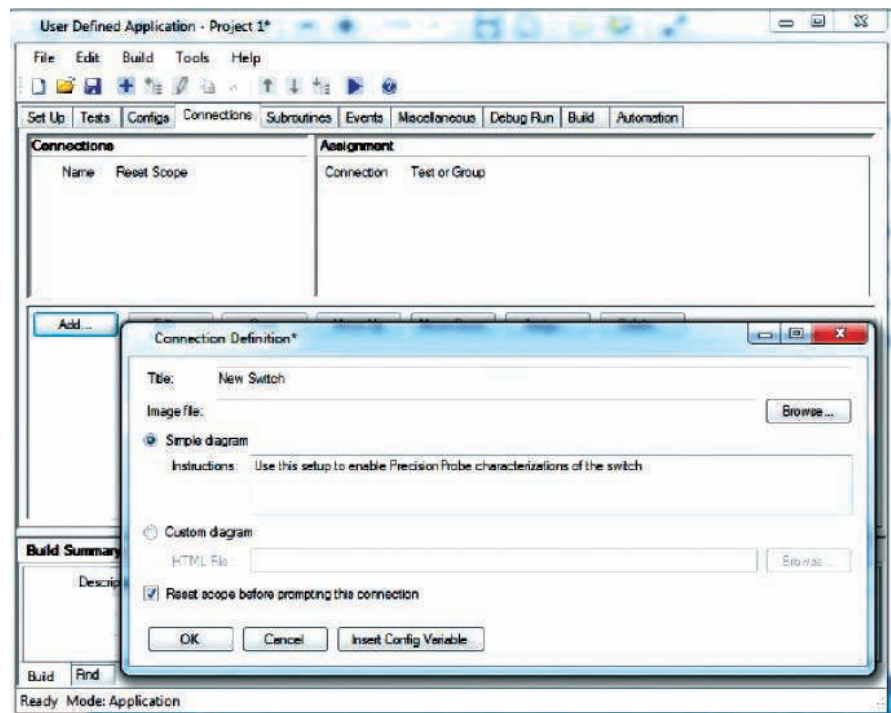 User Defined Application - Project 1*
File Edit Build Tools Help
Set Up Tests Configs Connections Subroutines Events Miscellaneous Debug Run Build Automation
Connections
Assignment
Name Reset Scope
Connection Test or Group
Add...
Connection Definition*
Title: New Switch
Image file:
Browse...
Simple diagram
Instructions Use this setup to enable Precision Probe characterizations of the switch
Custom diagram
HTML File
Browse...
Reset scope before prompting this connection
OK Cancel Insert Config Variable
Build Summary
Descrip
Build Find
Ready Mode: Application